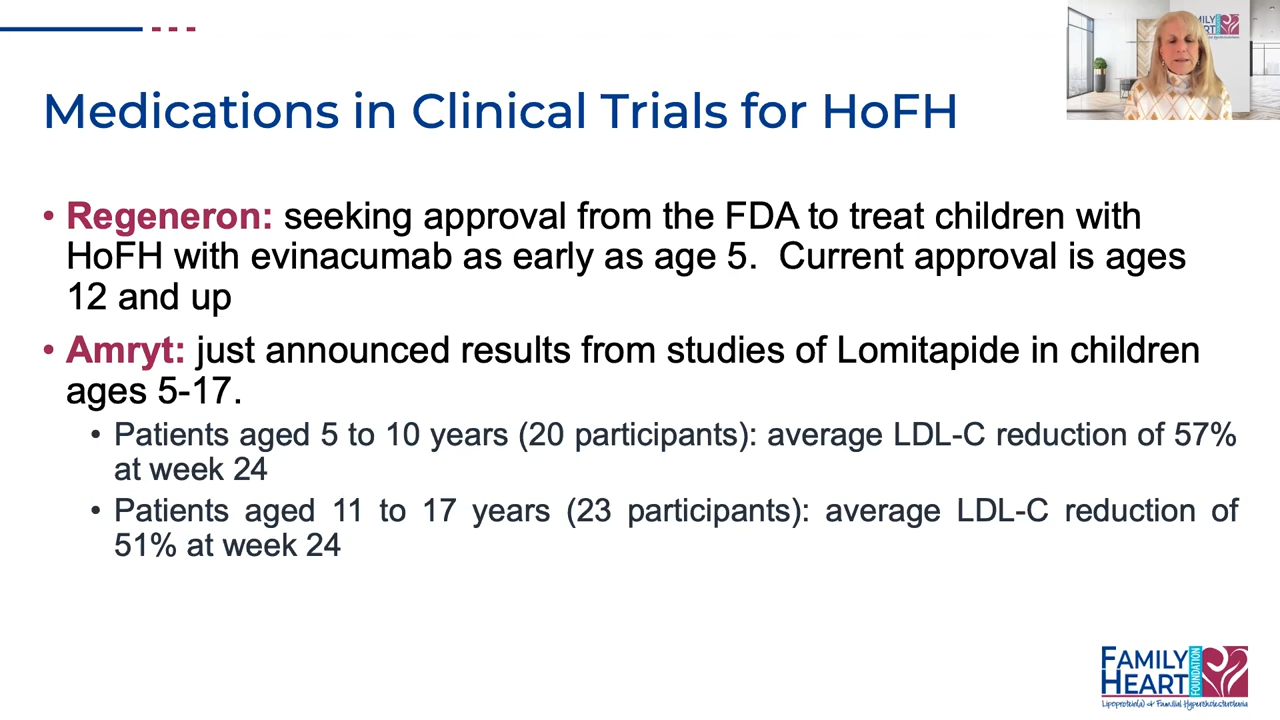 MILY
Medications in Clinical Trials for HoFH
• Regeneron: seeking approval from the FDA to treat children with
HoFH with evinacumab as early as age 5.  Current approval is ages
12 and up
• Amryt: just announced results from studies of Lomitapide in children
ages 5-17.
• Patients aged 5 to 10 years (20 participants): average LDL-C reduction of 57%
at week 24
• Patients aged 11 to 17 years (23 participants): average LDL-C reduction of
51% at week 24
FAMILY
HEART
FOUNDATION
Lipoprotein(a) & Familial Hypercholesterolemia